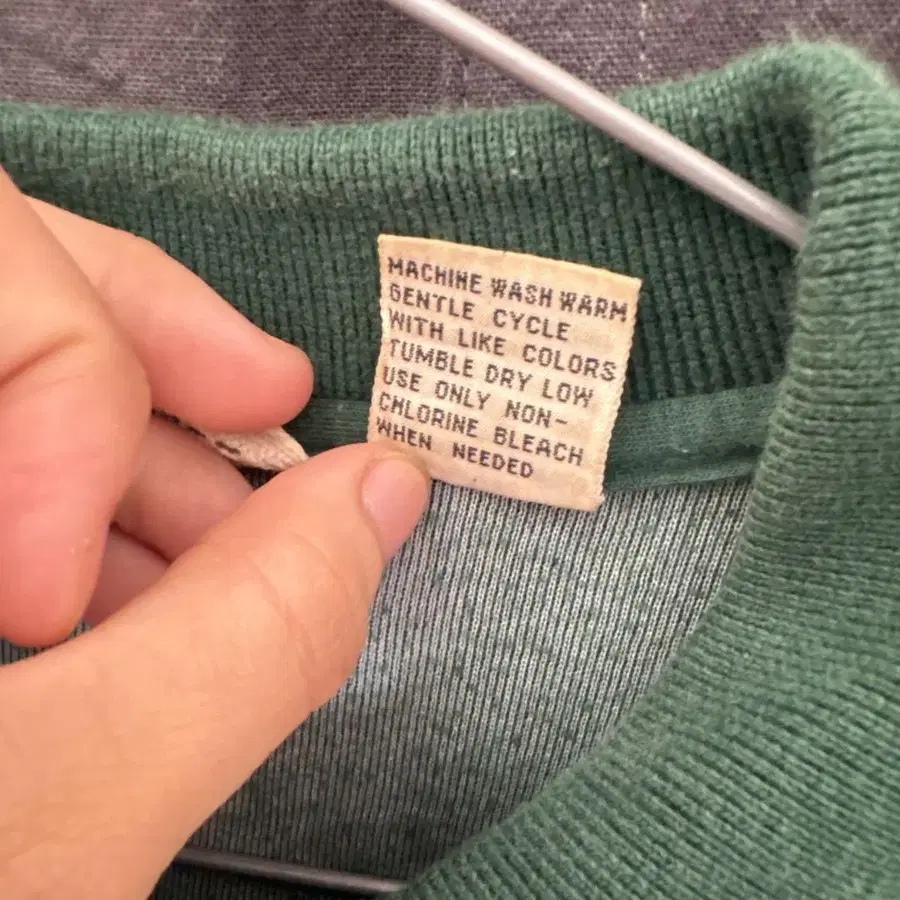 MACHINE WASH WARM
GENTLE CYCLE
WITH LIKE COLORS
TUMBLE DRY LOW
USE ONLY NON-
CHLORINE BLEACH
WHEN NEEDED